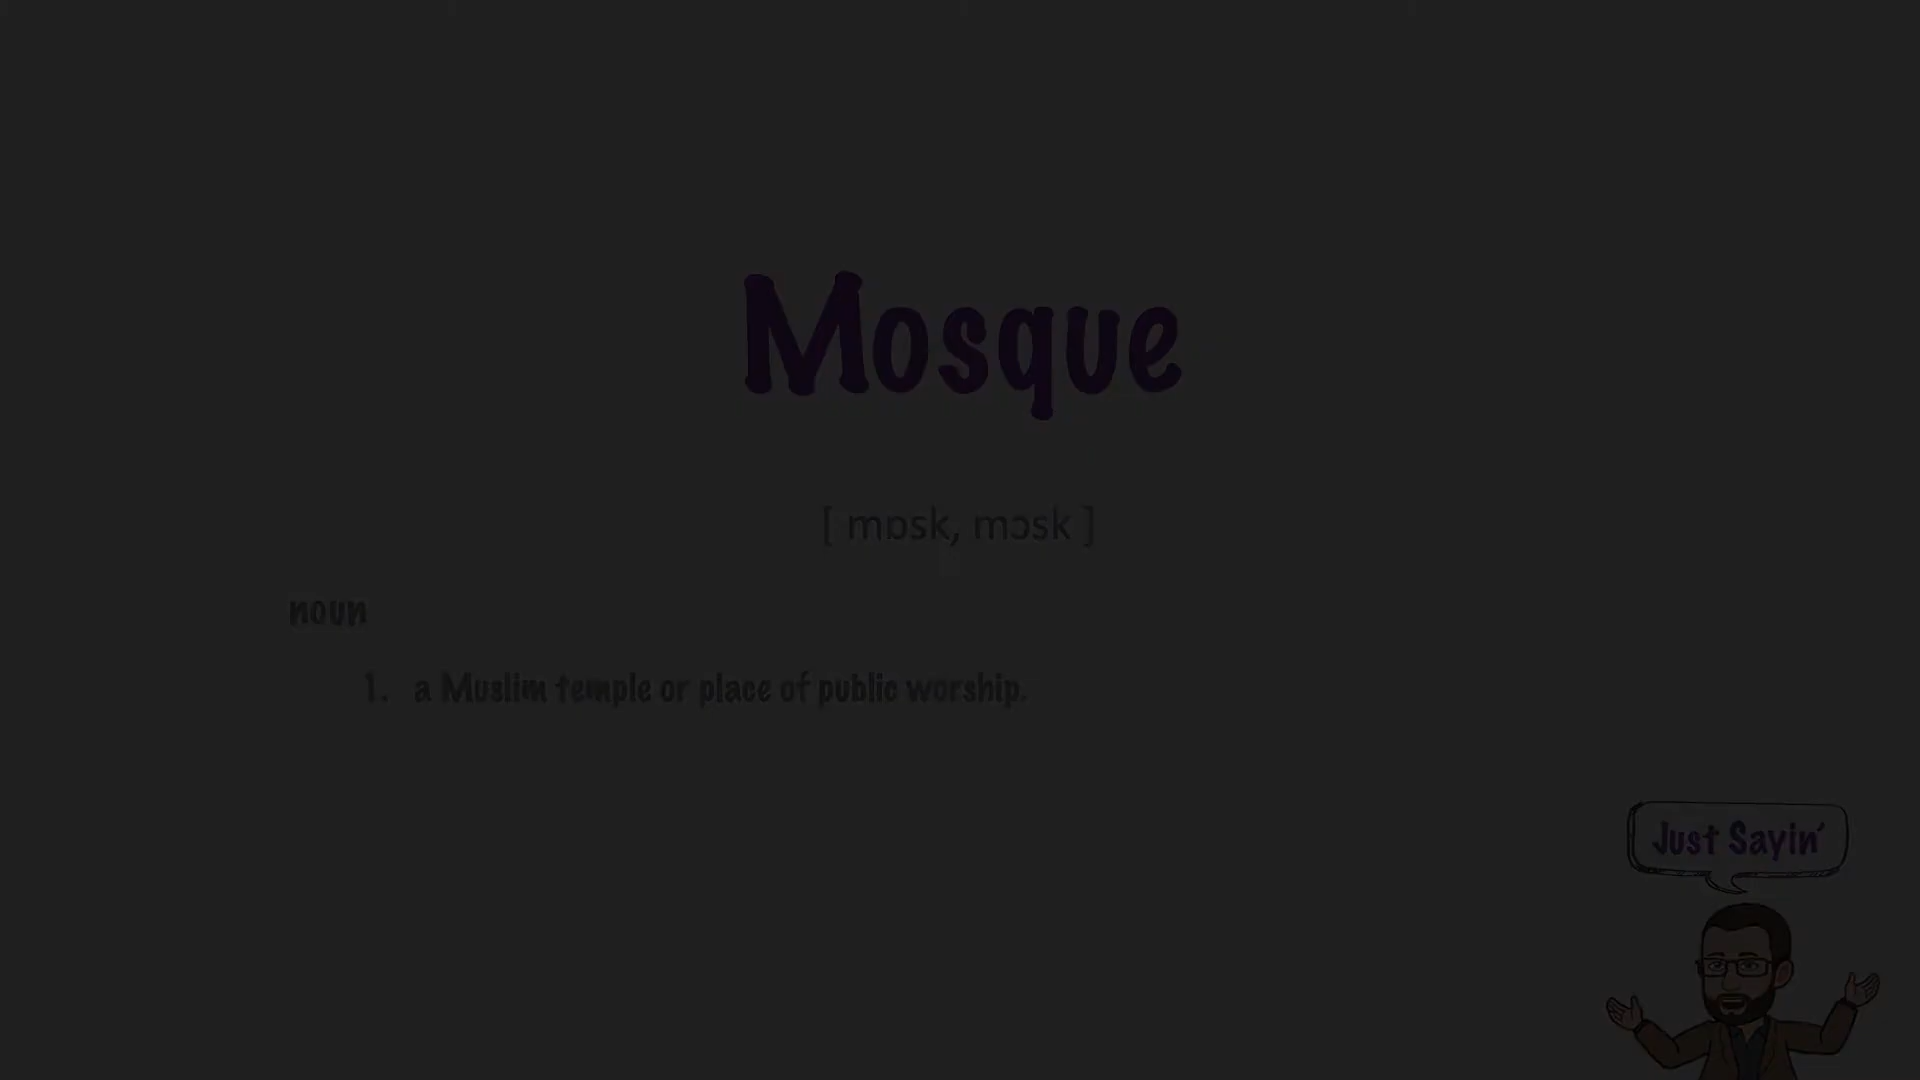 Mosque
[ mɒsk, mɔsk ]
noun
1. a Muslim temple or place of public worship.
Just Sayin'